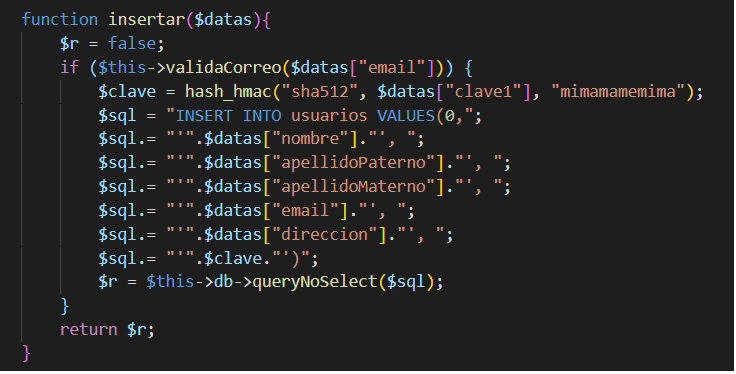 function insertar($datas){
    $r = false;
    if ($this->validaCorreo($datas["email"])) {
        $clave = hash_hmac("sha512", $datas["clave1"], "mimamamemima");
        $sql = "INSERT INTO usuarios VALUES(0,";
        $sql.= "'".$datas["nombre"]."', ";
        $sql.= "'".$datas["apellidoPaterno"]."', ";
        $sql.= "'".$datas["apellidoMaterno"]."', ";
        $sql.= "'".$datas["email"]."', ";
        $sql.= "'".$datas["direccion"]."', ";
        $sql.= "'".$clave."')";
        $r = $this->db->queryNoSelect($sql);
    }
    return $r;
}